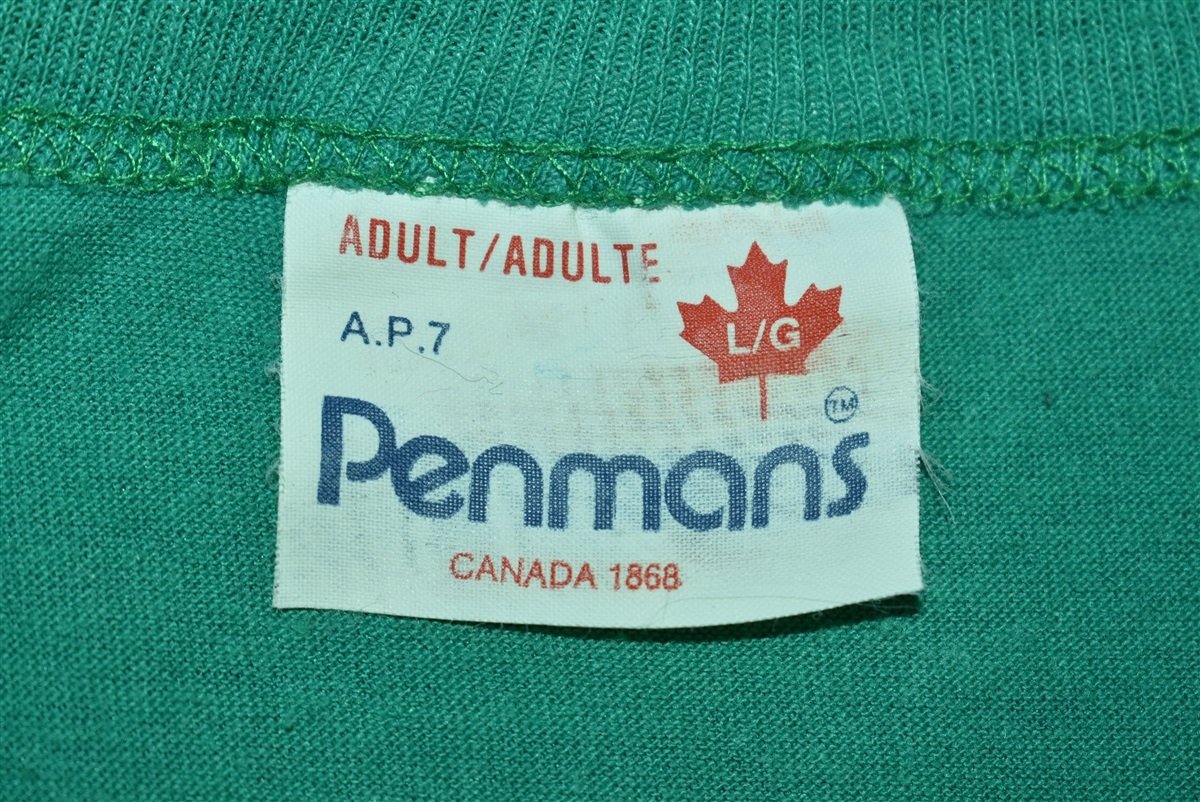 ADULT/ADULTE
L/G
A.P.7
TM
Penmans
CANADA 1868